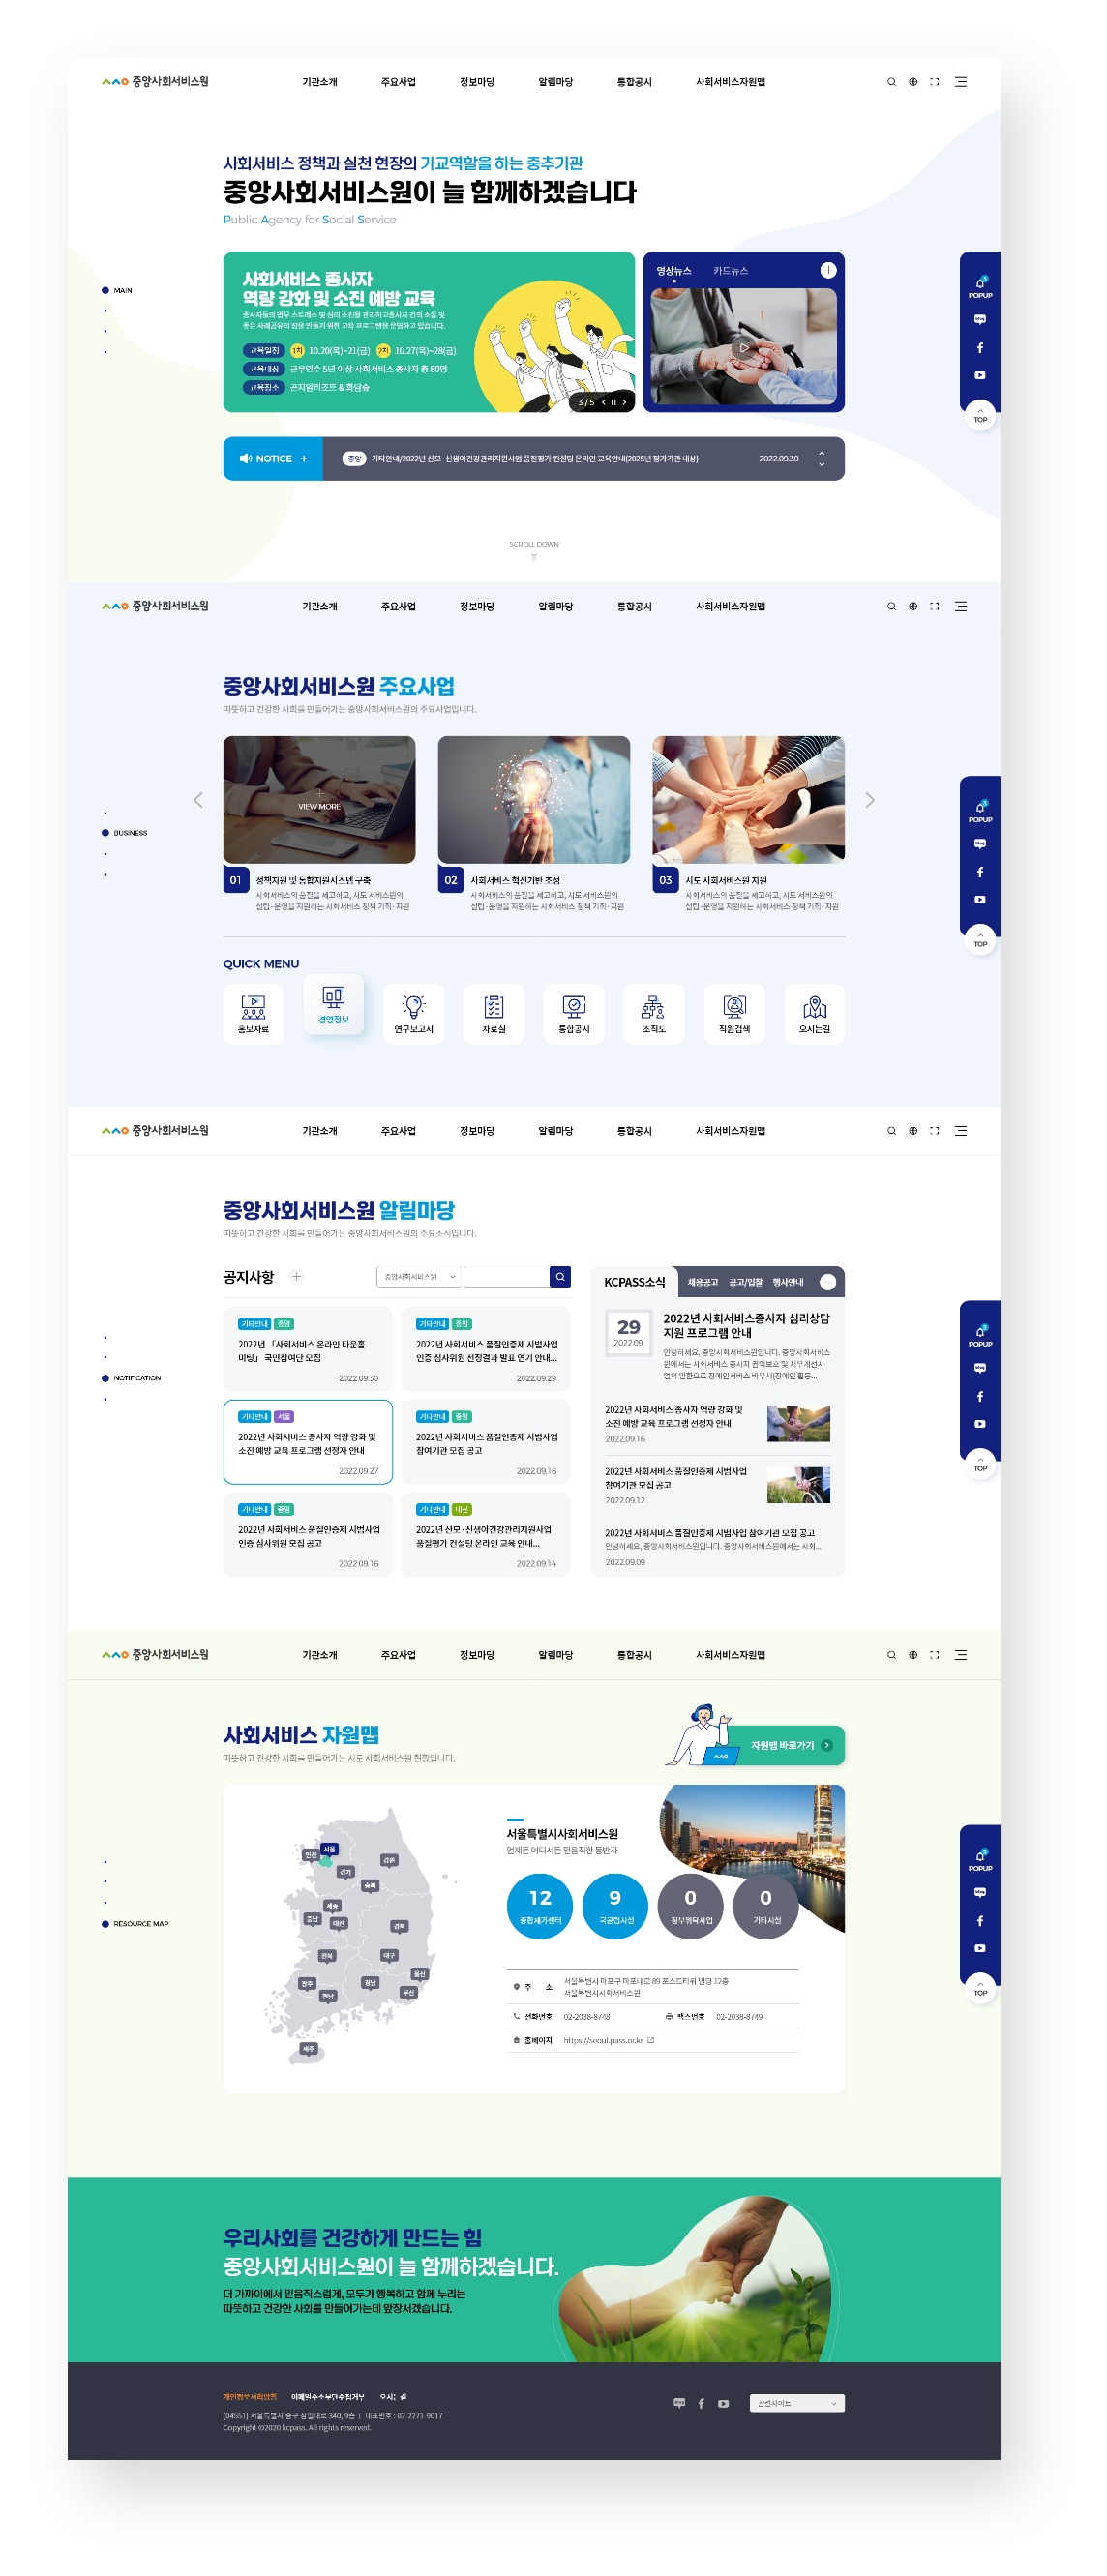 중앙사회서비스원
기관소개 주요사업 정보마당 알림마당 통합공시 사회서비스자원맵
사회서비스 정책과 실천 현장의 가교역할을 하는 중추기관
중앙사회서비스원이 늘 함께하겠습니다
Public Agency for Social Service
사회서비스 종사자
역량 강화 및 소진 예방 교육
종사자들의 업무 스트레스 및 심리 소진을 관리하고종사자 간의 소통 및
좋은 사례공유의 장을 만들기 위한 교육 프로그램을 운영하고 있습니다.
교육일정 1차 10.20(목)~21(금) 2차 10.27(목)~28(금)
교육대상 근무연수 5년 이상 사회서비스 종사자 총 80명
교육장소 곤지암리조트 & 화담숲
3 / 5
영상뉴스 카드뉴스
MAIN
3
POPUP
blog
TOP
NOTICE
중앙 기타안내/2022년 산모·신생아건강관리지원사업 품질평가 컨설팅 온라인 교육안내(2025년 평가기관 대상) 2022.09.30
SCROLL DOWN
중앙사회서비스원
기관소개 주요사업 정보마당 알림마당 통합공시 사회서비스자원맵
중앙사회서비스원 주요사업
따뜻하고 건강한 사회를 만들어가는 중앙사회서비스원의 주요사업입니다.
VIEW MORE
BUSINESS
3
POPUP
blog
TOP
01 정책지원 및 통합지원시스템 구축
사회서비스의 품질을 제고하고, 시도 서비스원의
설립·운영을 지원하는 사회서비스 정책 기획·지원
02 사회서비스 혁신기반 조성
사회서비스의 품질을 제고하고, 시도 서비스원의
설립·운영을 지원하는 사회서비스 정책 기획·지원
03 시도 사회서비스원 지원
사회서비스의 품질을 제고하고, 시도 서비스원의
설립·운영을 지원하는 사회서비스 정책 기획·지원
QUICK MENU
홍보자료 경영정보 연구보고서 자료실 통합공시 조직도 직원검색 오시는길
중앙사회서비스원
기관소개 주요사업 정보마당 알림마당 통합공시 사회서비스자원맵
중앙사회서비스원 알림마당
따뜻하고 건강한 사회를 만들어가는 중앙사회서비스원의 주요소식입니다.
공지사항
중앙사회서비스원
기타안내 중앙
2022년 「사회서비스 온라인 타운홀
미팅」 국민참여단 모집
2022.09.30
기타안내 중앙
2022년 사회서비스 품질인증제 시범사업
인증 심사위원 선정결과 발표 연기 안내...
2022.09.29
기타안내 서울
2022년 사회서비스 종사자 역량 강화 및
소진 예방 교육 프로그램 선정자 안내
2022.09.27
기타안내 중앙
2022년 사회서비스 품질인증제 시범사업
참여기관 모집 공고
2022.09.16
기타안내 중앙
2022년 사회서비스 품질인증제 시범사업
인증 심사위원 모집 공고
2022.09.16
기타안내 대전
2022년 산모·신생아건강관리지원사업
품질평가 컨설팅 온라인 교육 안내...
2022.09.14
KCPASS소식 채용공고 공고/입찰 행사안내
29
2022.09
2022년 사회서비스종사자 심리상담
지원 프로그램 안내
안녕하세요, 중앙사회서비스원입니다. 중앙사회서비스
원에서는 사회서비스 종사자 권익보호 및 처우개선사
업의 일환으로 장애인서비스 바우처(장애인 활동...
2022년 사회서비스 종사자 역량 강화 및
소진 예방 교육 프로그램 선정자 안내
2022.09.16
2022년 사회서비스 품질인증제 시범사업
참여기관 모집 공고
2022.09.12
2022년 사회서비스 품질인증제 시범사업 참여기관 모집 공고
안녕하세요, 중앙사회서비스원입니다. 중앙사회서비스원에서는 사회...
2022.09.09
NOTIFICATION
3
POPUP
blog
TOP
중앙사회서비스원
기관소개 주요사업 정보마당 알림마당 통합공시 사회서비스자원맵
사회서비스 자원맵
따뜻하고 건강한 사회를 만들어가는 시도 사회서비스원 현황입니다.
자원맵 바로가기
서울
인천
경기
강원
충북
세종
충남
대전
경북
전북
대구
울산
광주
경남
전남
부산
제주
서울특별시사회서비스원
언제든 어디서든 믿음직한 동반자
12 종합재가센터
9 국공립시설
0 정부위탁사업
0 기타시설
주 소 서울특별시 마포구 마포대로 89 포스트타워 빌딩 12층
서울특별시사회서비스원
전화번호 02-2038-8748 팩스번호 02-2038-8749
홈페이지 https://seoul.pass.or.kr
RESOURCE MAP
3
POPUP
blog
TOP
우리사회를 건강하게 만드는 힘
중앙사회서비스원이 늘 함께하겠습니다.
더 가까이에서 믿음직스럽게, 모두가 행복하고 함께 누리는
따뜻하고 건강한 사회를 만들어가는데 앞장서겠습니다.
개인정보처리방침 이메일주소무단수집거부 오시는 길
(04551) 서울특별시 중구 삼일대로 340, 9층 | 대표번호 : 02-2271-9017
Copyright ©2020 kcpass. All rights reserved.
blog
관련사이트